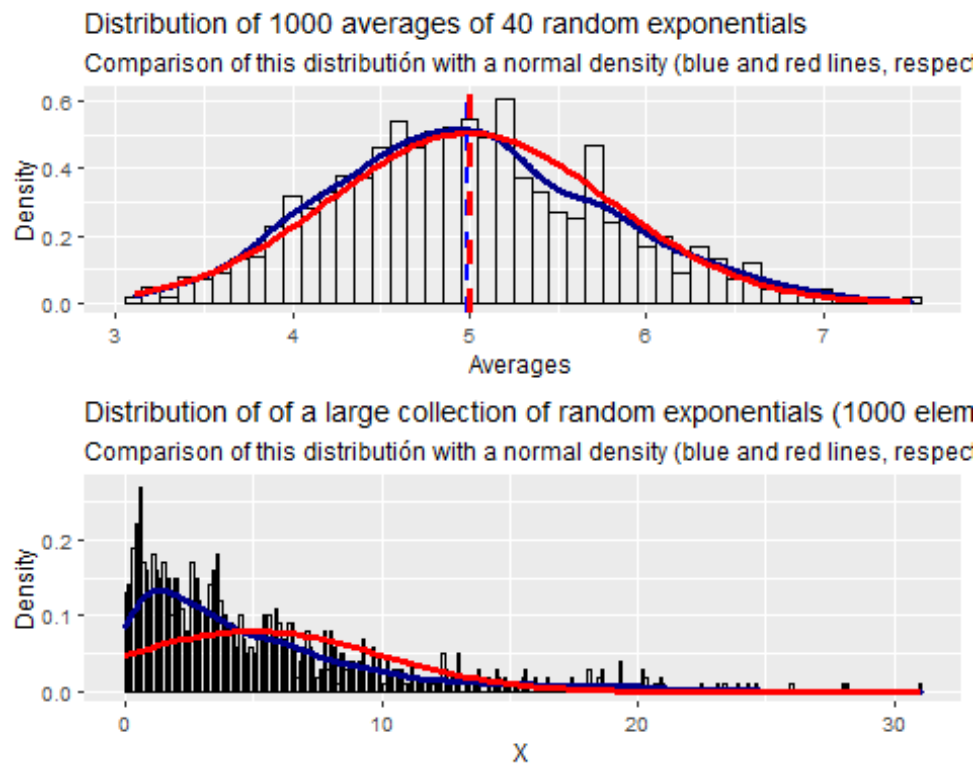 Distribution of 1000 averages of 40 random exponentials
Comparison of this distributión with a normal density (blue and red lines, respect
0.6
0.4
0.2
0.0
Density
3 4 5 6 7
Averages
Distribution of of a large collection of random exponentials (1000 elem
Comparison of this distributión with a normal density (blue and red lines, respect
0.2
0.1
0.0
Density
0 10 20 30
X